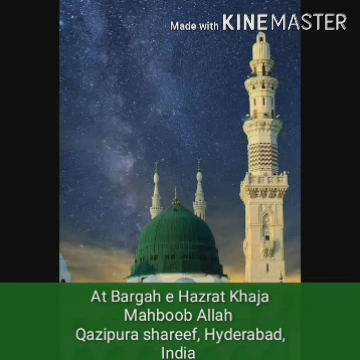 Made with KINEMASTER
At Bargah e Hazrat Khaja
Mahboob Allah
Qazipura shareef, Hyderabad,
India